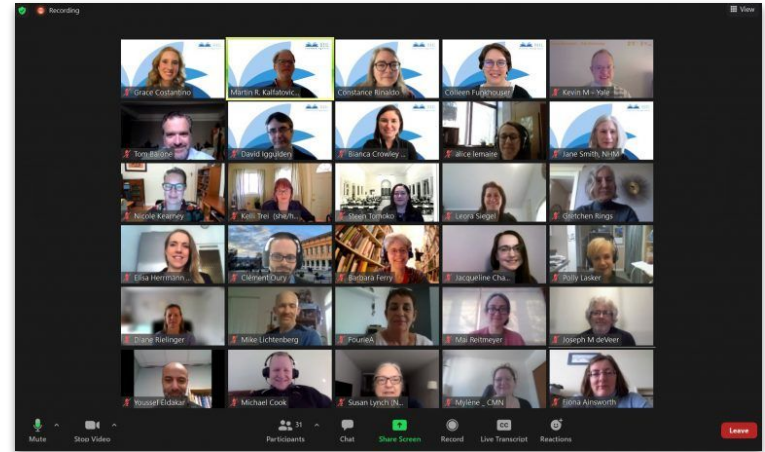 Recording
View
Grace Costantino
Martin R. Kalfatovic...
Constance Rinaldo
Colleen Funkhouser
Kevin M - Yale
Tom Baione
David Iggulden
Bianca Crowley ...
alice lemaire
Jane Smith, NHM
Nicole Kearney
Kelli Trei (she/h...
Steen Tomoko
Leora Siegel
Gretchen Rings
Elisa Herrmann ...
Clément Oury
Barbara Ferry
Jacqueline Cha...
Polly Lasker
Diane Rielinger
Mike Lichtenberg
FourieA
Mai Reitmeyer
Joseph M deVeer
Youssef Eldakar
Michael Cook
Susan Lynch (N...
Mylène _ CMN
Fiona Ainsworth
Mute
Stop Video
31
Participants
Chat
Share Screen
Record
CC
Live Transcript
Reactions
Leave